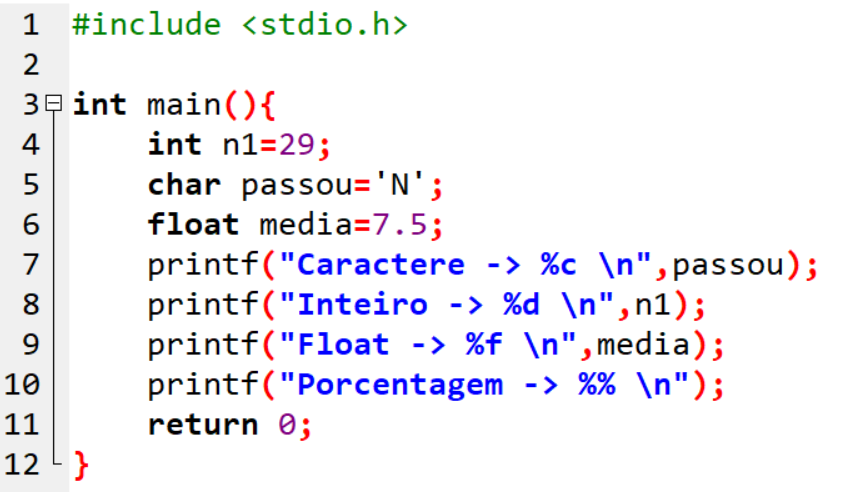 1 #include <stdio.h>
2
3 int main(){
4 int n1=29;
5 char passou='N';
6 float media=7.5;
7 printf("Caractere -> %c \n",passou);
8 printf("Inteiro -> %d \n",n1);
9 printf("Float -> %f \n",media);
10 printf("Porcentagem -> %% \n");
11 return 0;
12 }